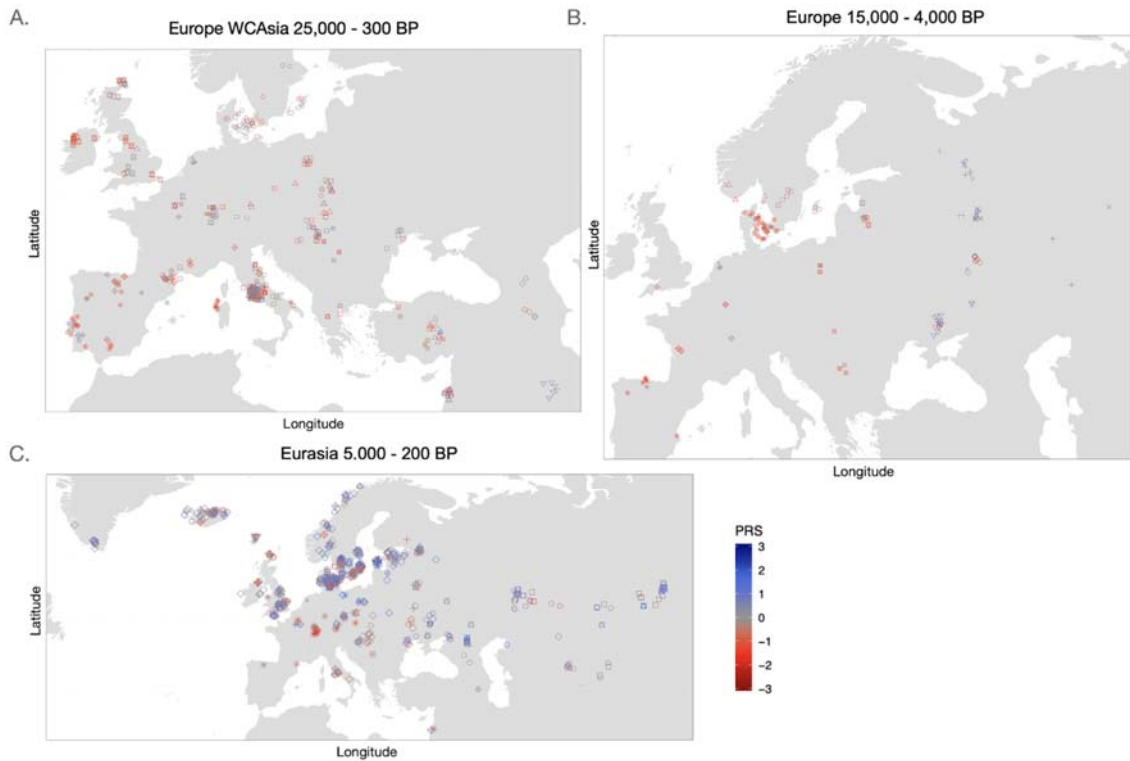 A.
Europe WCAsia 25,000 - 300 BP
Latitude
Longitude
B.
Europe 15,000 - 4,000 BP
Latitude
Longitude
C.
Eurasia 5.000 - 200 BP
Latitude
Longitude
PRS
3
2
1
0
-1
-2
-3